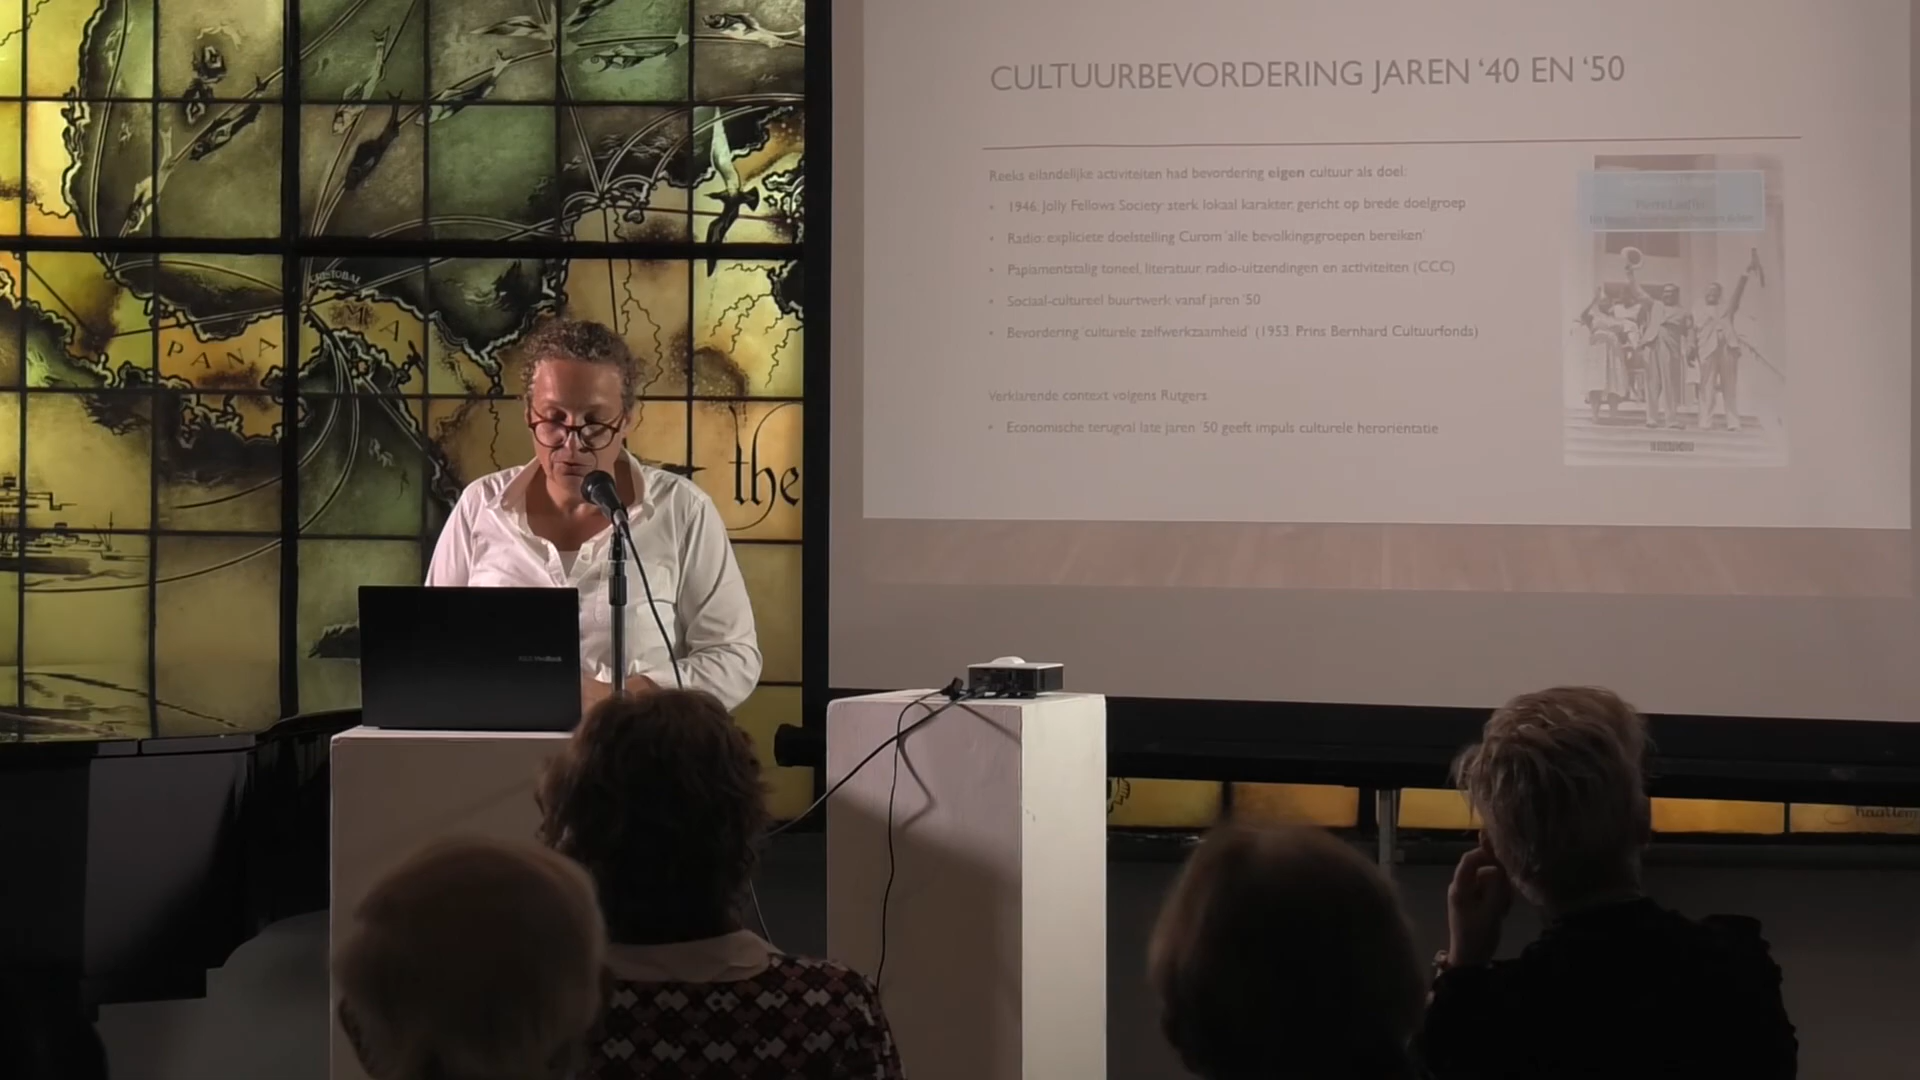 CULTUURBEVORDERING JAREN ‘40 EN ‘50
Reeks eilandelijke activiteiten had bevordering eigen cultuur als doel:
• 1946 Jolly Fellows Society sterk lokaal karakter, gericht op brede doelgroep
• Radio: expliciete doelstelling Curom ‘alle bevolkingsgroepen bereiken’
• Papiamentstalig toneel, literatuur, radio-uitzendingen en activiteiten (CCC)
• Sociaal-cultureel buurtwerk vanaf jaren ’50
• Bevordering ‘culturele zelfwerkzaamheid’ (1953 Prins Bernhard Cultuurfonds)
Verklarende context volgens Rutgers
• Economische terugval late jaren ’50 geeft impuls culturele heroriëntatie
CRISTOBAL
PANAMA
the
haarlem